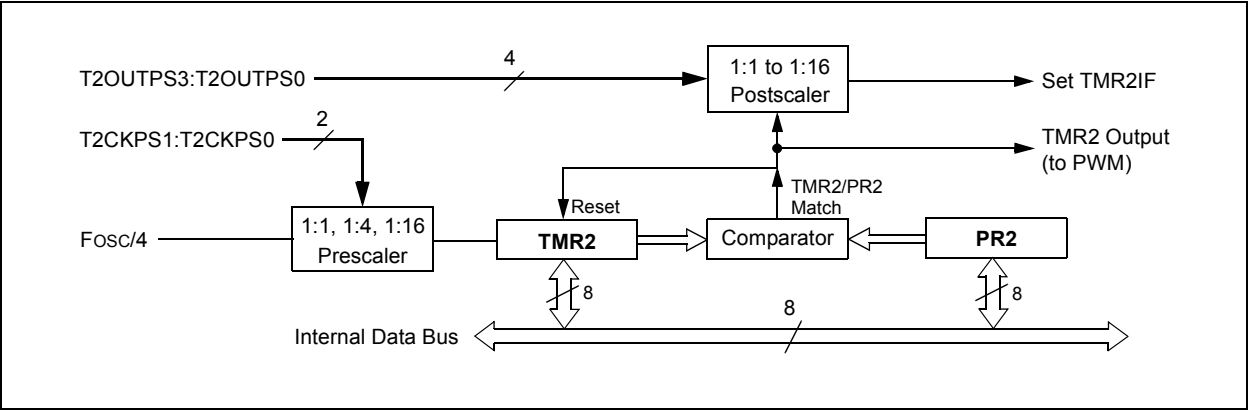 4
T2OUTPS3:T2OUTPS0
1:1 to 1:16
Postscaler
Set TMR2IF
2
T2CKPS1:T2CKPS0
TMR2 Output
(to PWM)
TMR2/PR2
Match
Reset
FOSC/4
1:1, 1:4, 1:16
Prescaler
TMR2
Comparator
PR2
8
8
8
Internal Data Bus